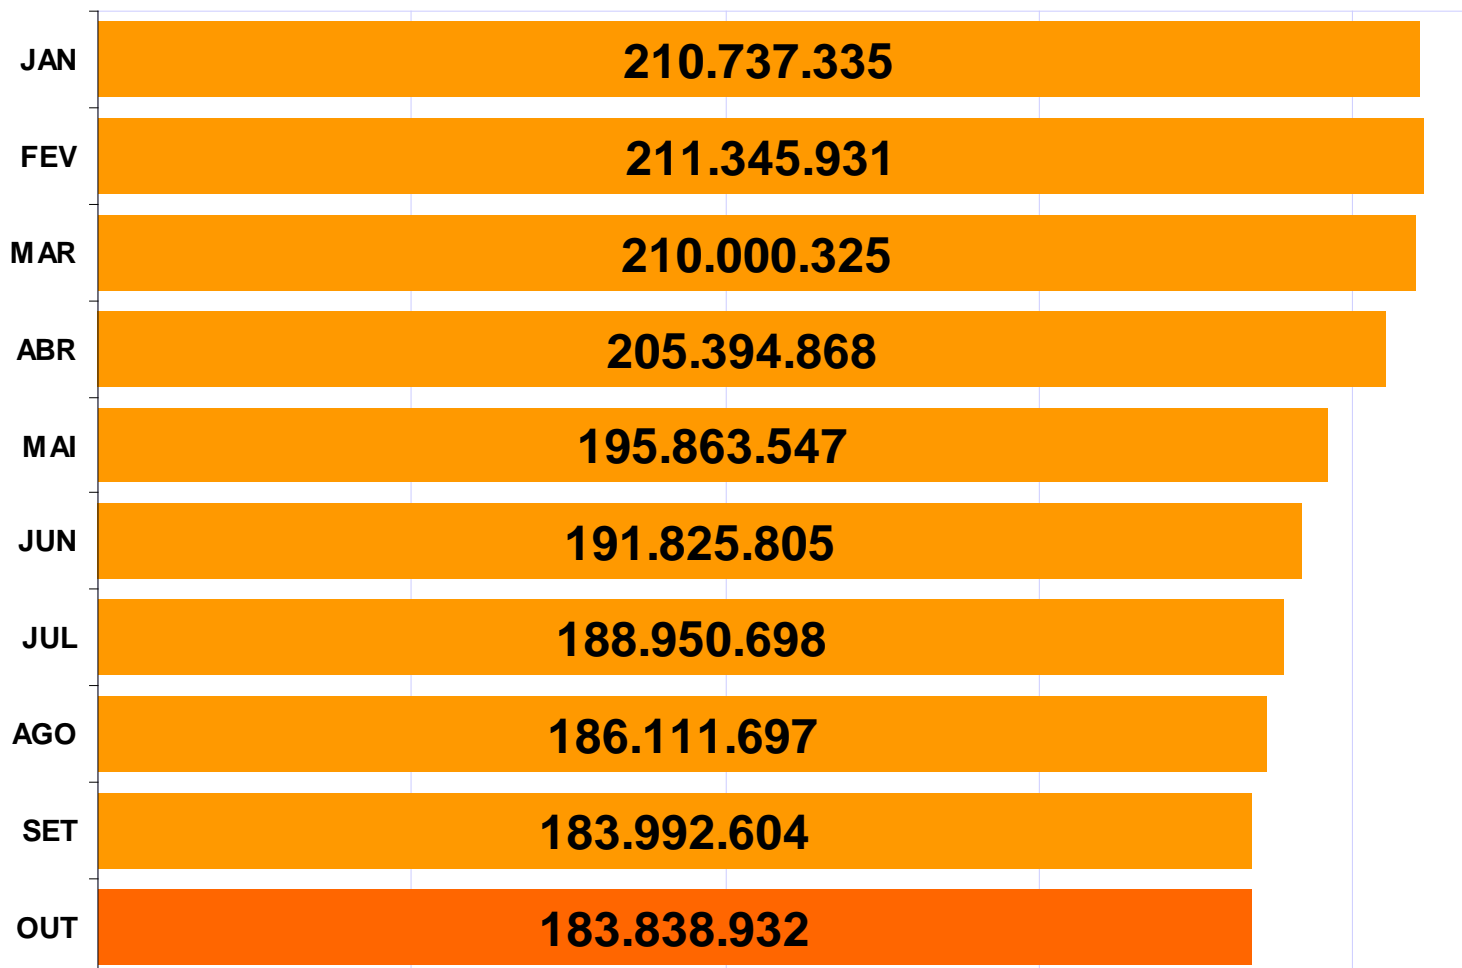 JAN 210.737.335
FEV 211.345.931
MAR 210.000.325
ABR 205.394.868
MAI 195.863.547
JUN 191.825.805
JUL 188.950.698
AGO 186.111.697
SET 183.992.604
OUT 183.838.932